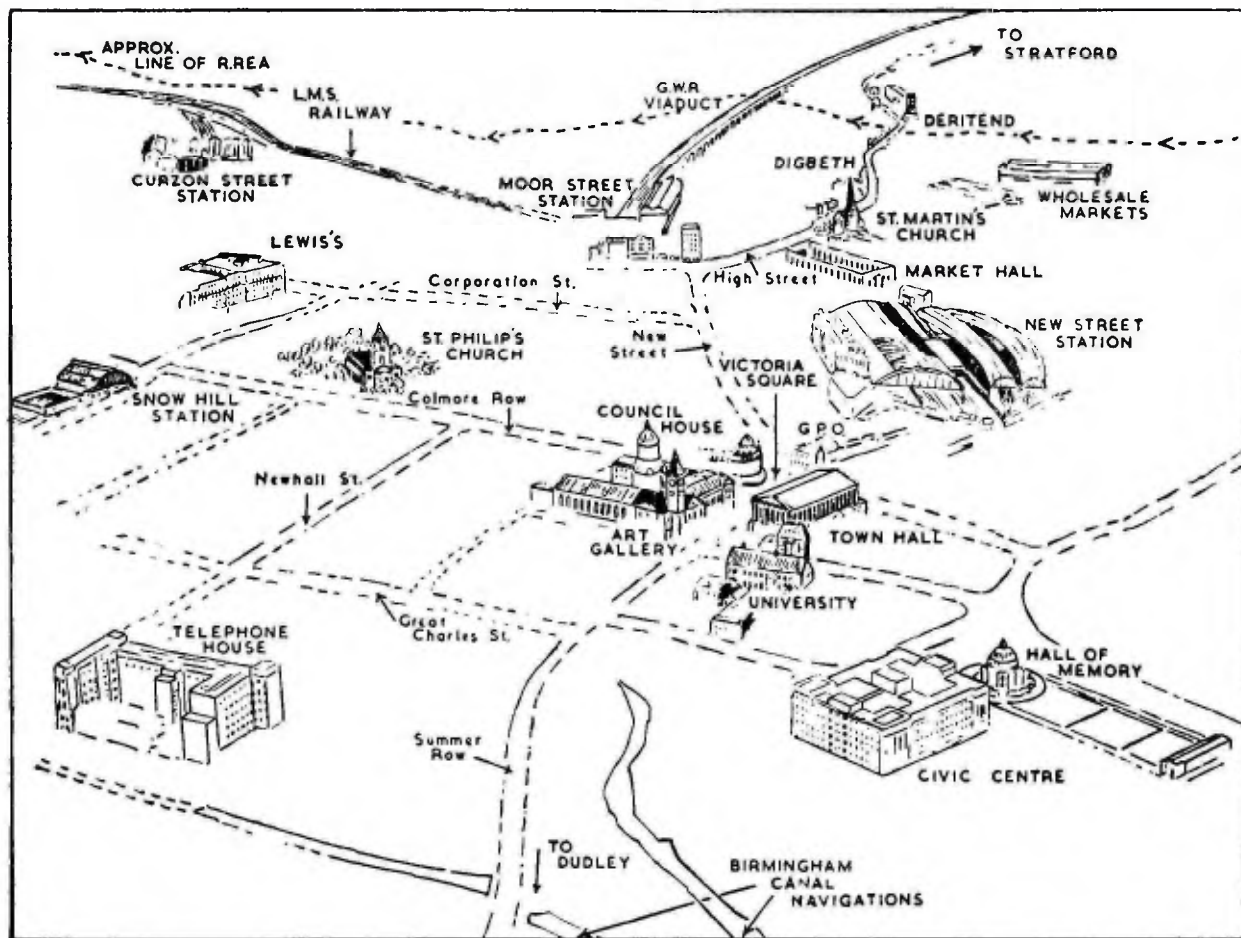 APPROX.
LINE OF R.REA
L.M.S.
RAILWAY
G.W.R.
VIADUCT
TO
STRATFORD
DERITEND
DIGBETH
CURZON STREET
STATION
MOOR STREET
STATION
WHOLESALE
MARKETS
ST. MARTIN'S
CHURCH
LEWIS'S
MARKET HALL
High Street
Corporation St.
NEW STREET
STATION
New
Street
ST. PHILIP'S
CHURCH
VICTORIA
SQUARE
SNOW HILL
STATION
Colmore Row
COUNCIL
HOUSE
G.P.O.
Newhall St.
ART
GALLERY
TOWN HALL
UNIVERSITY
Great
Charles St.
TELEPHONE
HOUSE
HALL OF
MEMORY
Summer
Row
CIVIC CENTRE
TO
DUDLEY
BIRMINGHAM
CANAL
NAVIGATIONS